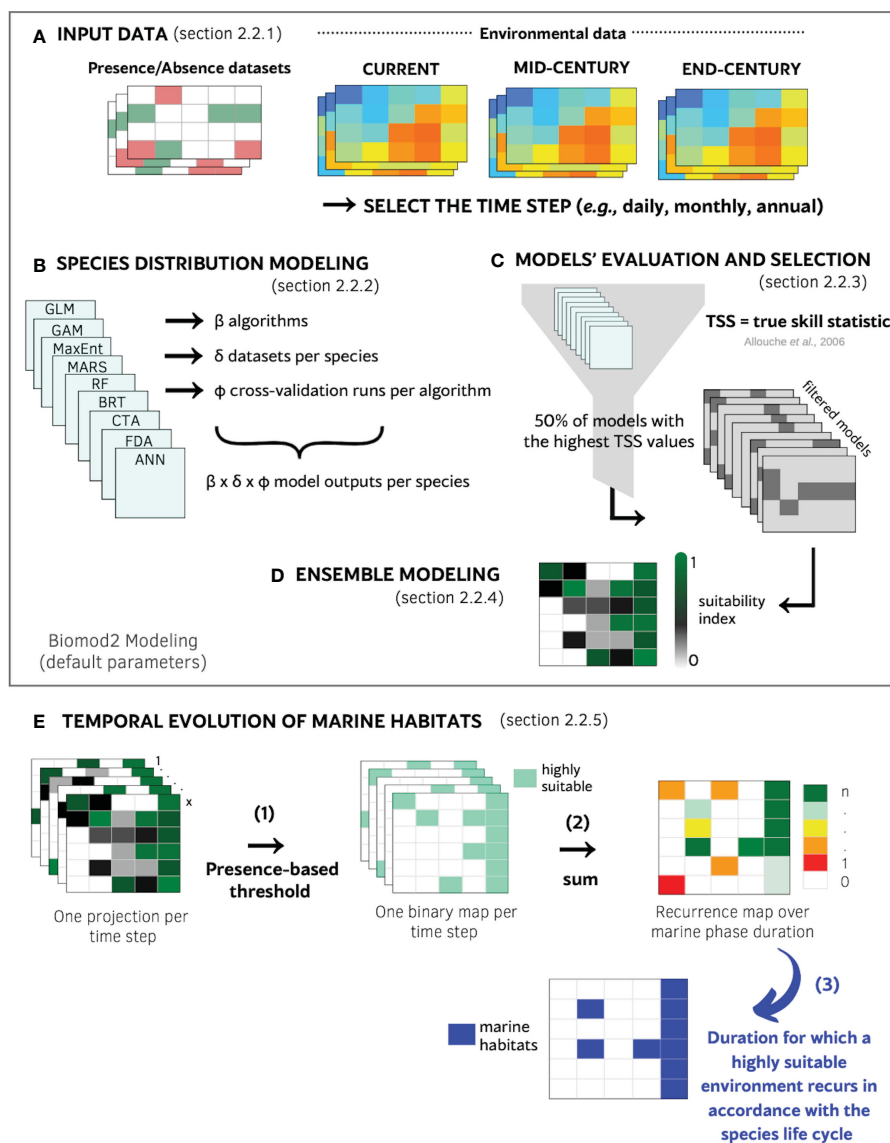 A INPUT DATA (section 2.2.1)
Environmental data
Presence/Absence datasets
CURRENT
MID-CENTURY
END-CENTURY
SELECT THE TIME STEP (e.g., daily, monthly, annual)
B SPECIES DISTRIBUTION MODELING
(section 2.2.2)
GLM
GAM
MaxEnt
MARS
RF
BRT
CTA
FDA
ANN
β algorithms
δ datasets per species
ϕ cross-validation runs per algorithm
β x δ x ϕ model outputs per species
C MODELS’ EVALUATION AND SELECTION
(section 2.2.3)
TSS = true skill statistic
Allouche et al., 2006
50% of models with
the highest TSS values
filtered models
D ENSEMBLE MODELING
(section 2.2.4)
1
suitability
index
0
Biomod2 Modeling
(default parameters)
E TEMPORAL EVOLUTION OF MARINE HABITATS (section 2.2.5)
1
.
.
.
x
(1)
Presence-based
threshold
One projection per
time step
highly
suitable
One binary map per
time step
(2)
sum
n
.
.
.
1
0
Recurrence map over
marine phase duration
(3)
marine
habitats
Duration for which a
highly suitable
environment recurs in
accordance with the
species life cycle